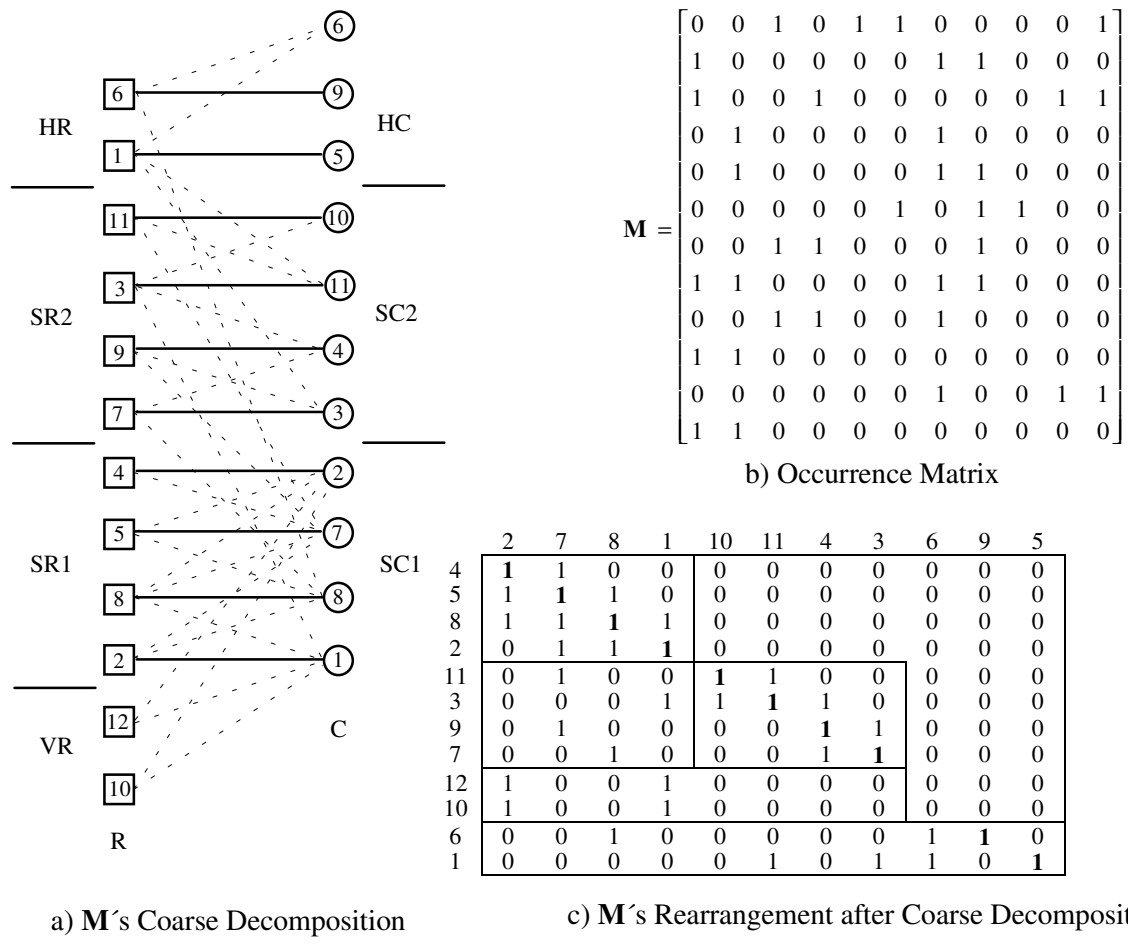 6
6
9
HR
HC
1
5
11
10
3
11
SR2
SC2
9
4
7
3
4
2
5
7
SR1
SC1
8
8
2
1
12
VR
C
10
R
a) M´s Coarse Decomposition
M =
0 0 1 0 1 1 0 0 0 0 1
1 0 0 0 0 0 1 1 0 0 0
1 0 0 1 0 0 0 0 0 1 1
0 1 0 0 0 0 1 0 0 0 0
0 1 0 0 0 0 1 1 0 0 0
0 0 0 0 0 1 0 1 1 0 0
0 0 1 1 0 0 0 1 0 0 0
1 1 0 0 0 0 1 1 0 0 0
0 0 1 1 0 0 1 0 0 0 0
1 1 0 0 0 0 0 0 0 0 0
0 0 0 0 0 0 1 0 0 1 1
1 1 0 0 0 0 0 0 0 0 0
b) Occurrence Matrix
2 7 8 1 10 11 4 3 6 9 5
4 1 1 0 0 0 0 0 0 0 0 0
5 1 1 1 0 0 0 0 0 0 0 0
8 1 1 1 1 0 0 0 0 0 0 0
2 0 1 1 1 0 0 0 0 0 0 0
11 0 1 0 0 1 1 0 0 0 0 0
3 0 0 0 1 1 1 1 0 0 0 0
9 0 1 0 0 0 0 1 1 0 0 0
7 0 0 1 0 0 0 1 1 0 0 0
12 1 0 0 1 0 0 0 0 0 0 0
10 1 0 0 1 0 0 0 0 0 0 0
6 0 0 1 0 0 0 0 0 1 1 0
1 0 0 0 0 0 1 0 1 1 0 1
c) M´s Rearrangement after Coarse Decomposit